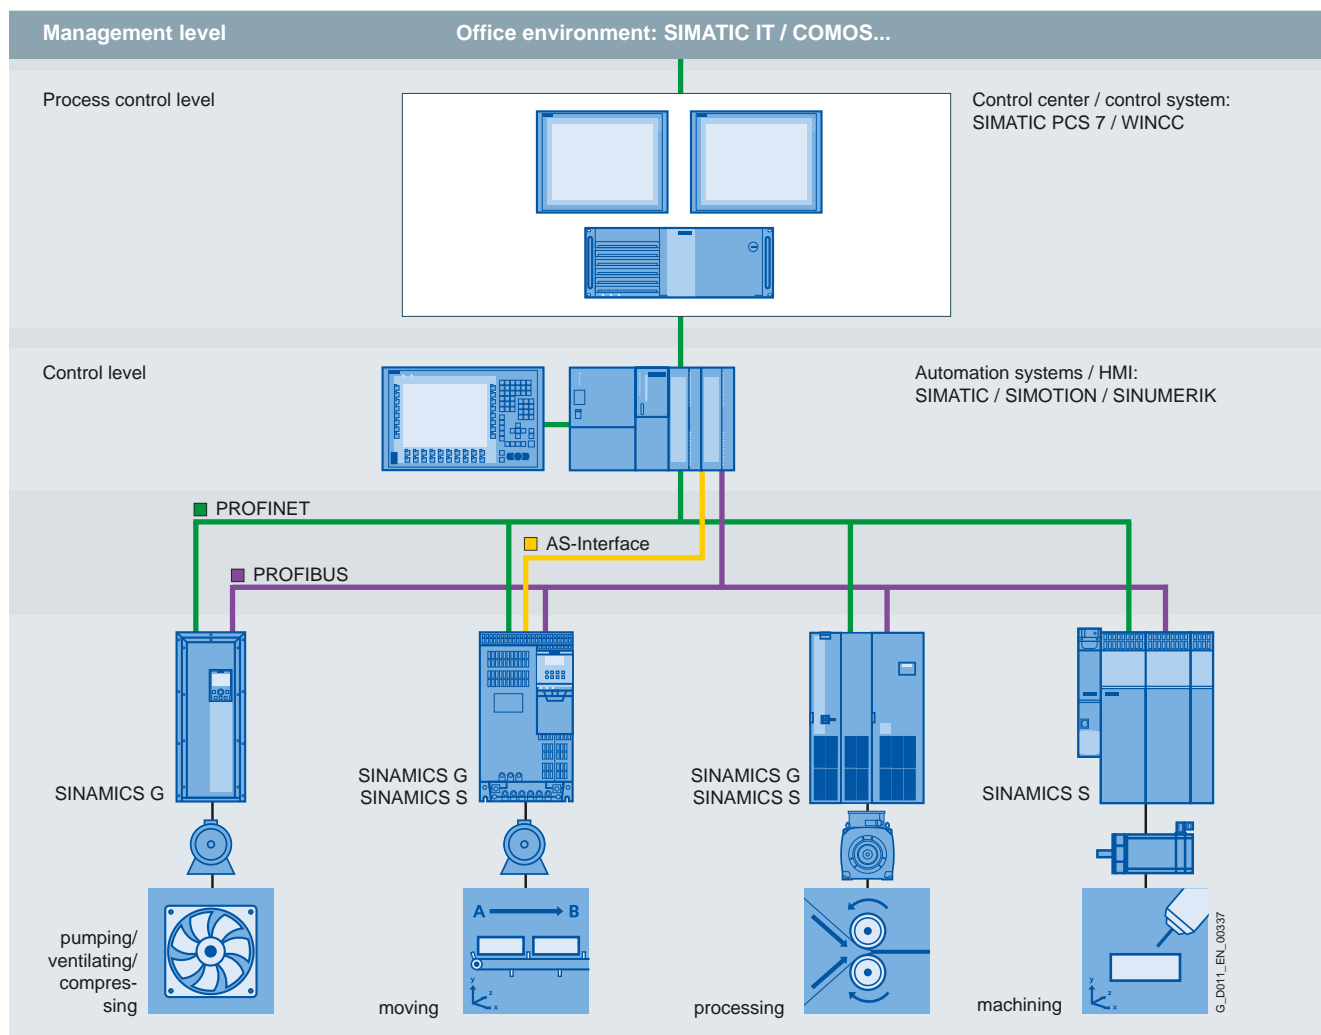 Management level
Office environment: SIMATIC IT / COMOS...
Process control level
Control center / control system:
SIMATIC PCS 7 / WINCC
Control level
Automation systems / HMI:
SIMATIC / SIMOTION / SINUMERIK
PROFINET
AS-Interface
PROFIBUS
SINAMICS G
SINAMICS G
SINAMICS S
SINAMICS G
SINAMICS S
SINAMICS S
pumping/
ventilating/
compres-
sing
A B
y
z
x
moving
processing
y
z
x
machining
G_D011_EN_00337